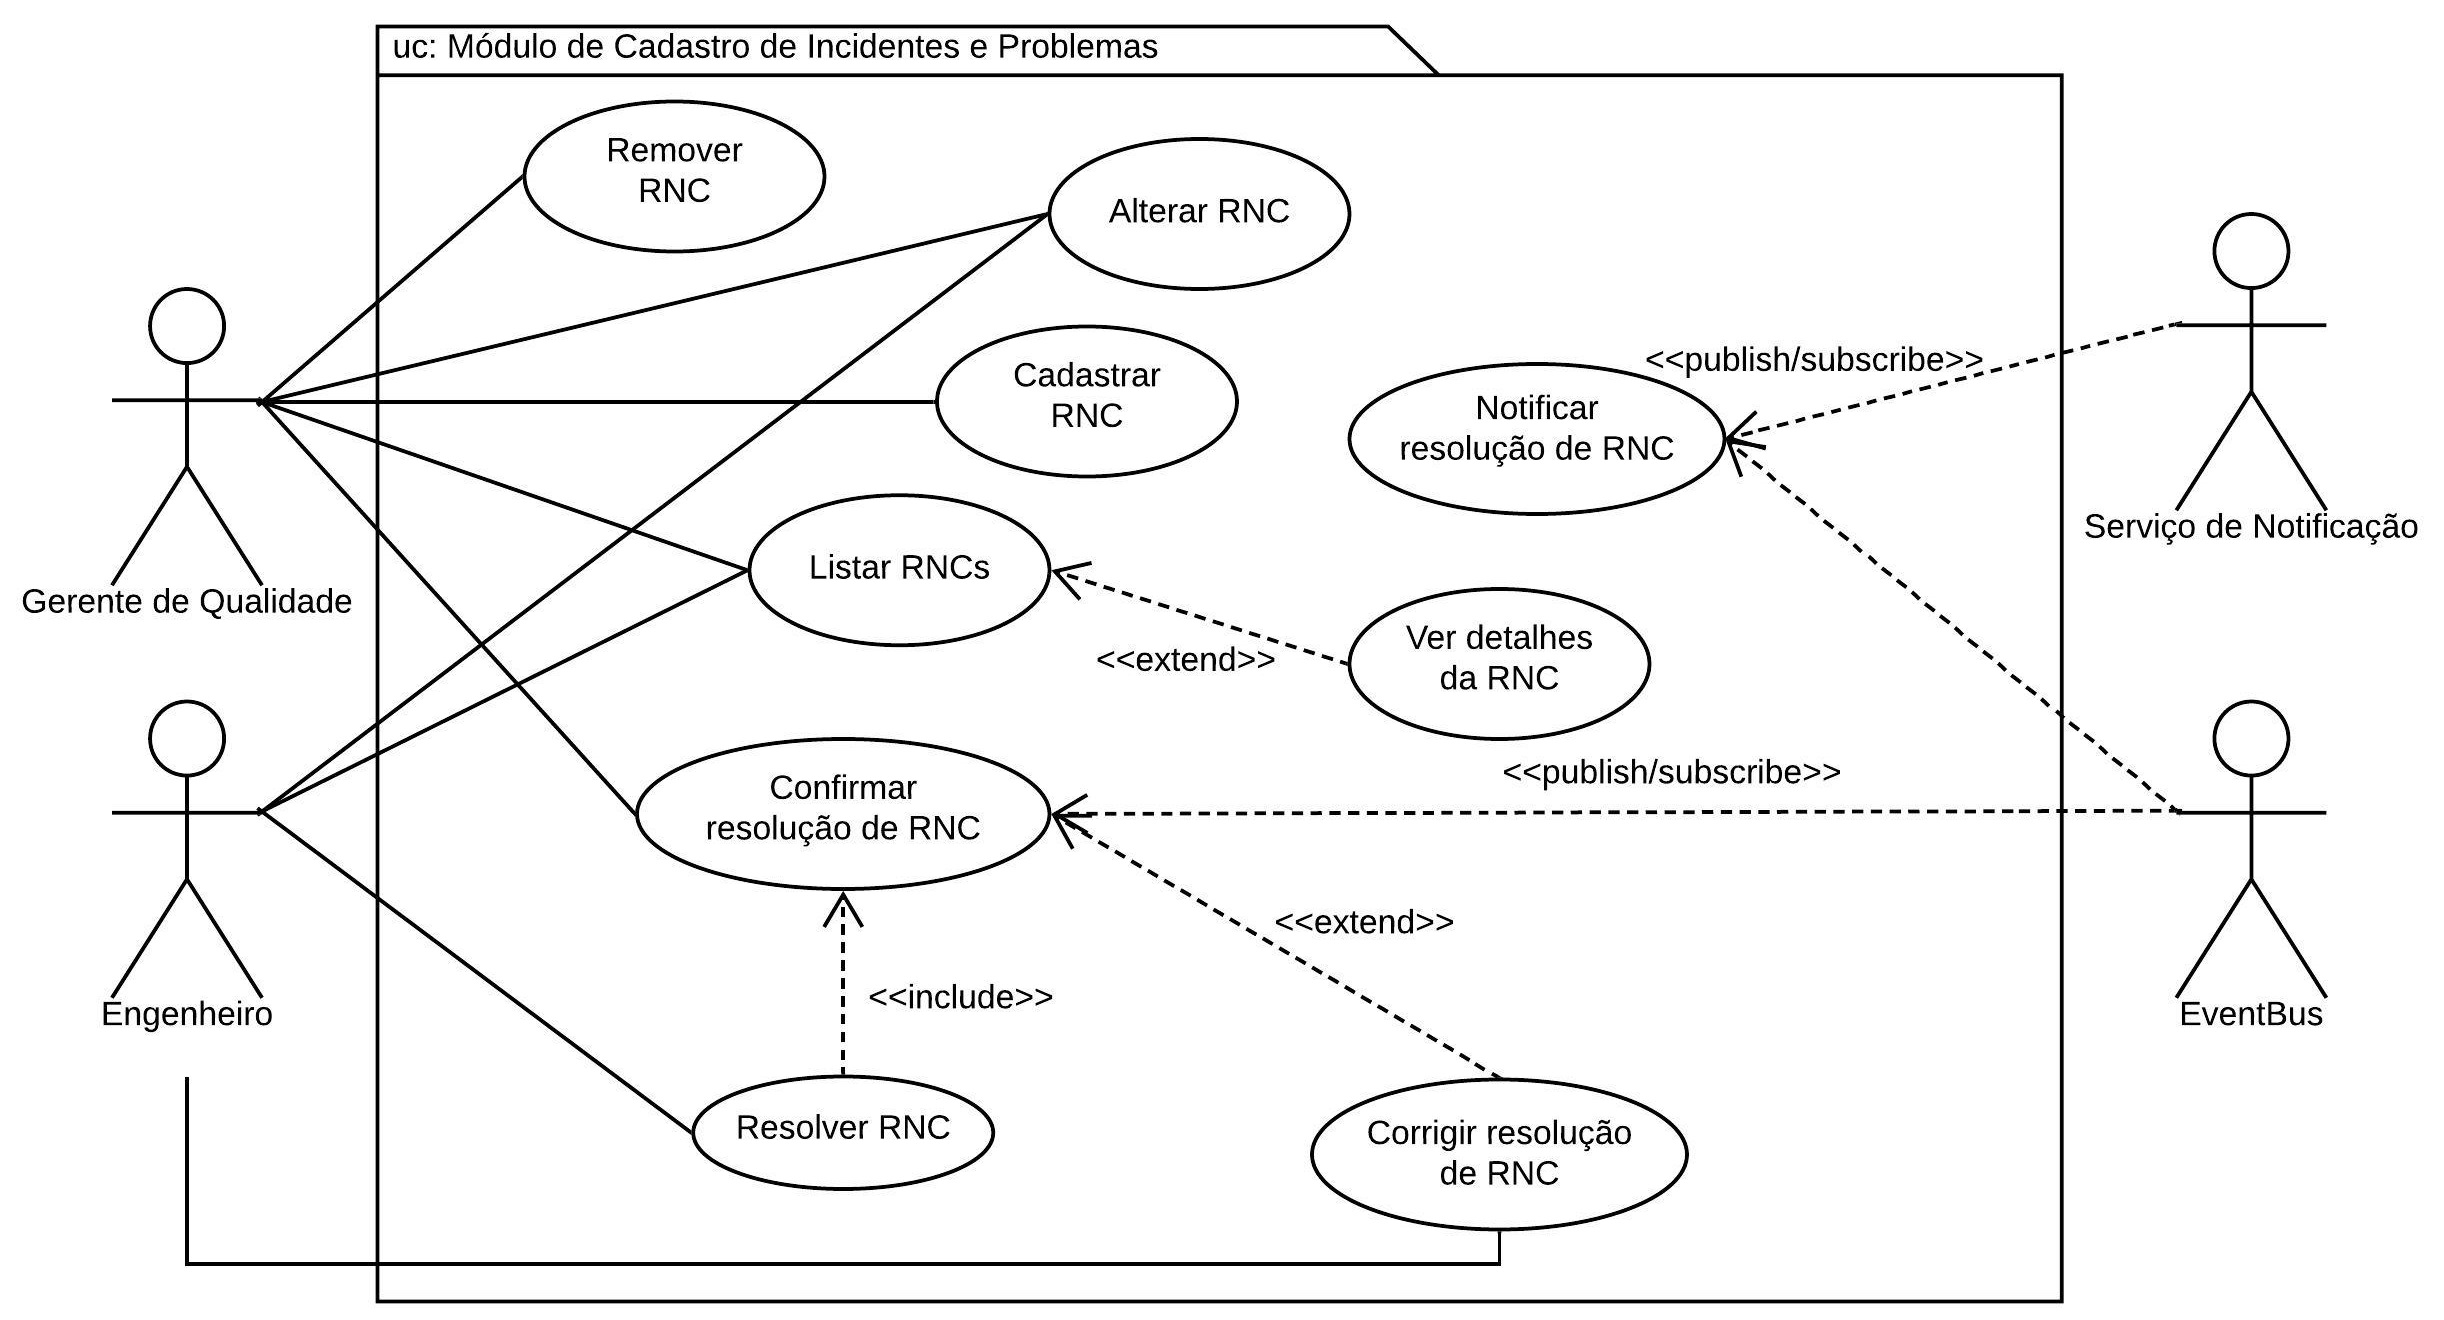 uc: Módulo de Cadastro de Incidentes e Problemas
Remover
RNC
Alterar RNC
Cadastrar
RNC
<<publish/subscribe>>
Notificar
resolução de RNC
Serviço de Notificação
Gerente de Qualidade
Listar RNCs
<<extend>>
Ver detalhes
da RNC
<<publish/subscribe>>
Confirmar
resolução de RNC
<<extend>>
<<include>>
Engenheiro
EventBus
Resolver RNC
Corrigir resolução
de RNC